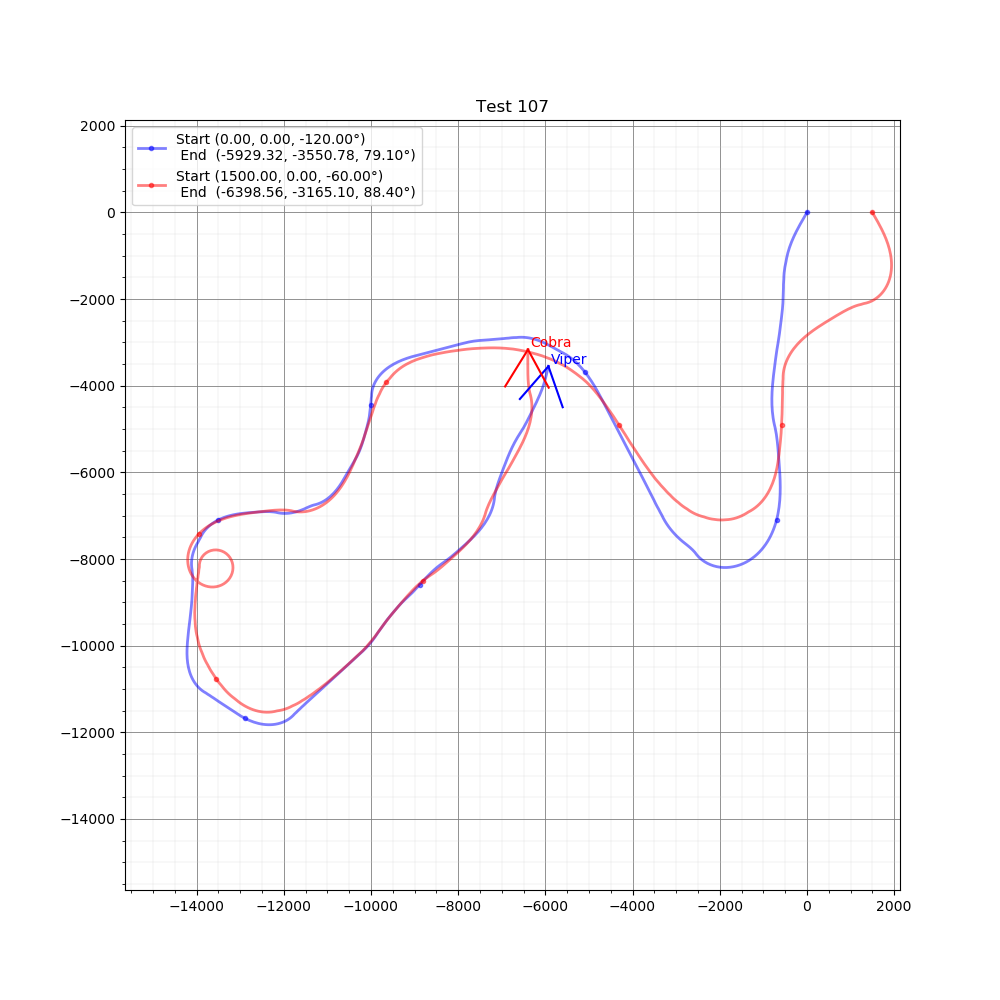 Test 107
Start (0.00, 0.00, -120.00°)
End (-5929.32, -3550.78, 79.10°)
Start (1500.00, 0.00, -60.00°)
End (-6398.56, -3165.10, 88.40°)
2000
0
−2000
−4000
−6000
−8000
−10000
−12000
−14000
Cobra
Viper
−14000 −12000 −10000 −8000 −6000 −4000 −2000 0 2000